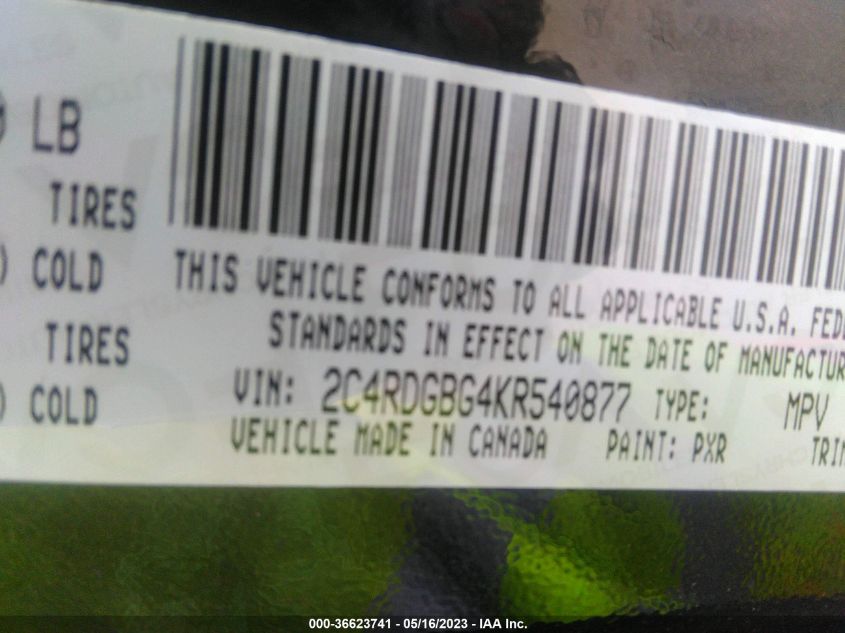 LB
TIRES
COLD
TIRES
COLD
THIS VEHICLE CONFORMS TO ALL APPLICABLE U.S.A.
STANDARDS IN EFFECT ON THE DATE OF
VIN: 2C4RDGBG4KR540877 TYPE: MPV
VEHICLE MADE IN CANADA PAINT: PXR
000-36623741 - 05/16/2023 - IAA Inc.